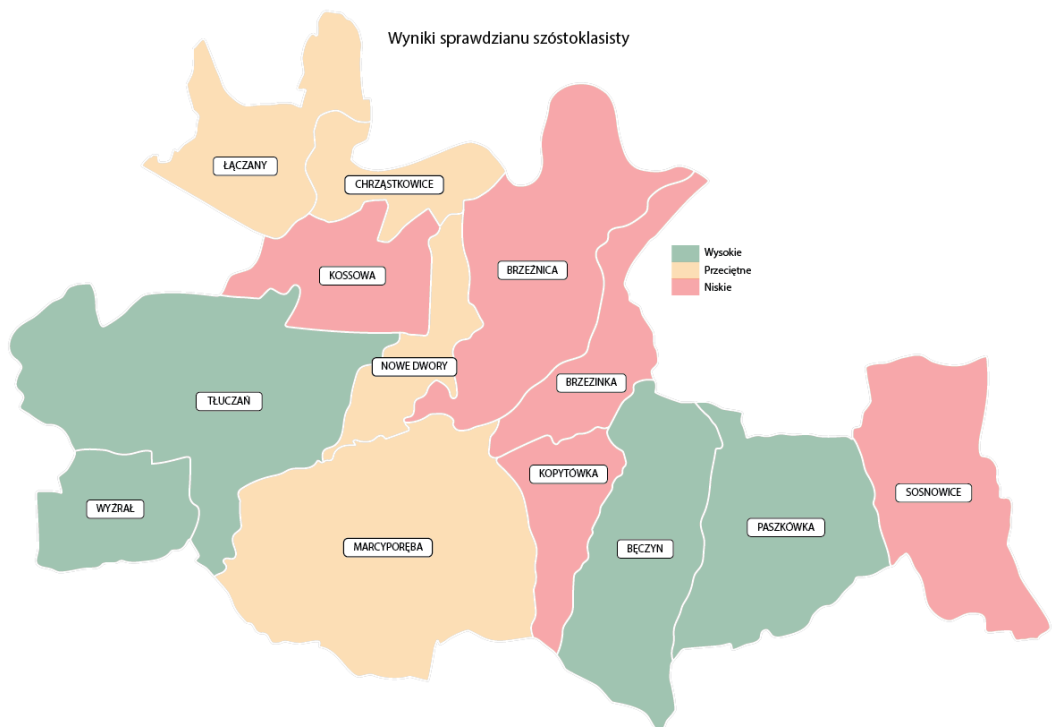 Wyniki sprawdzianu szóstoklasisty
ŁĄCZANY
CHRZĄSTKOWICE
KOSSOWA
BRZEŹNICA
Wysokie
Przeciętne
Niskie
NOWE DWORY
BRZEZINKA
TŁUCZAŃ
KOPYTÓWKA
SOSNOWICE
WYŹRAŁ
PASZKÓWKA
MARCYPORĘBA
BĘCZYN